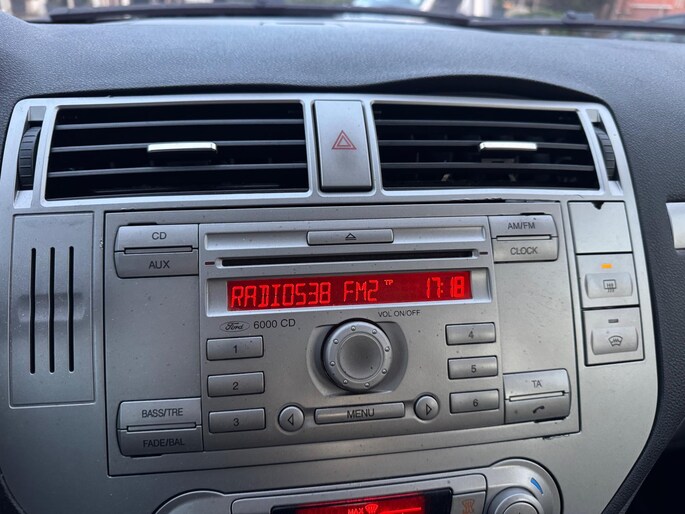 CD
AUX
AM/FM
CLOCK
RADIO538 FM2 TP 17:18
Ford 6000 CD
VOL ON/OFF
1
2
3
4
5
6
MENU
BASS/TRE
FADE/BAL
TA
MAX